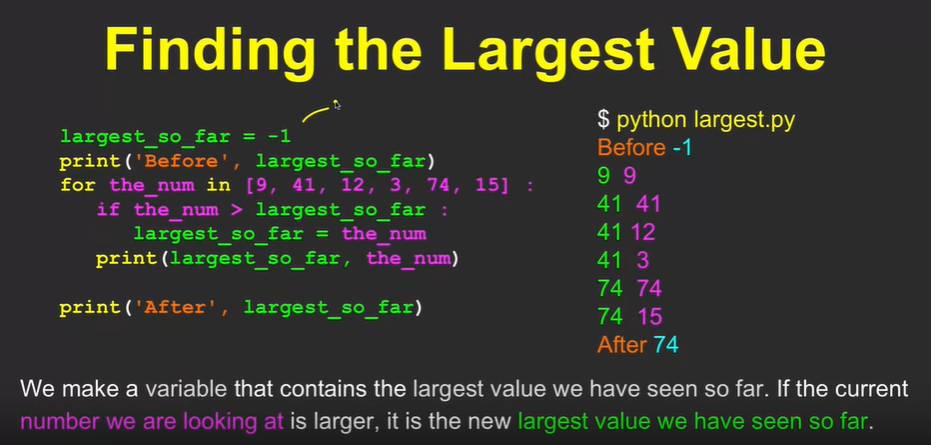 Finding the Largest Value
largest_so_far = -1
print('Before', largest_so_far)
for the_num in [9, 41, 12, 3, 74, 15] :
   if the_num > largest_so_far :
      largest_so_far = the_num
   print(largest_so_far, the_num)
print('After', largest_so_far)
$ python largest.py
Before -1
9 9
41 41
41 12
41 3
74 74
74 15
After 74
We make a variable that contains the largest value we have seen so far. If the current
number we are looking at is larger, it is the new largest value we have seen so far.